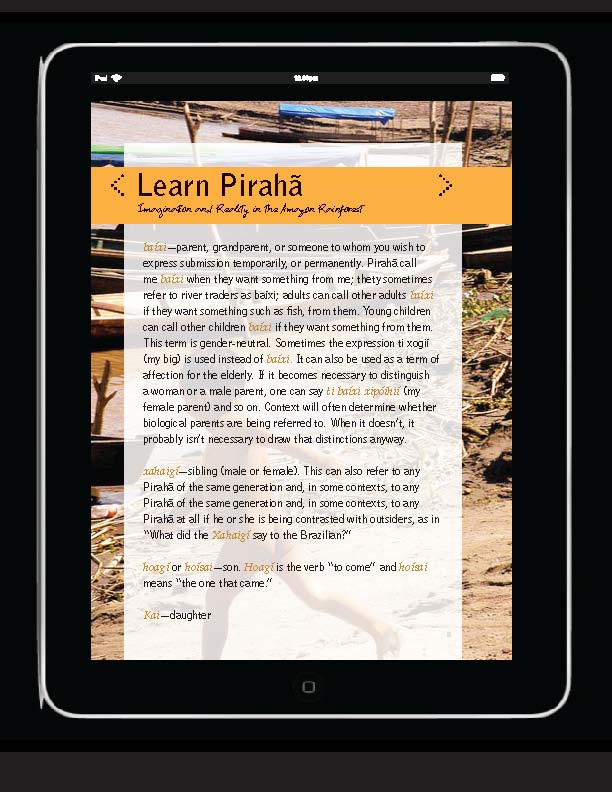 iPad
Learn Pirahã
Imagination and Reality in the Amazon Rainforest
baíxi—parent, grandparent, or someone to whom you wish to
express submission temporarily, or permanently. Pirahã call
me baíxi when they want something from me; thety sometimes
refer to river traders as baíxi; adults can call other adults baíxi
if they want something such as fish, from them. Young children
can call other children baíxi if they want something from them.
This term is gender-neutral. Sometimes the expression ti xogií
(my big) is used instead of baíxi. It can also be used as a term of
affection for the elderly. If it becomes necessary to distinguish
a woman or a male parent, one can say ti baíxi xipóihií (my
female parent) and so on. Context will often determine whether
biological parents are being referred to. When it doesn't, it
probably isn't necessary to draw that distinctions anyway.
xahaigí—sibling (male or female). This can also refer to any
Pirahã of the same generation and, in some contexts, to any
Pirahã of the same generation and, in some contexts, to any
Pirahã at all if he or she is being contrasted with outsiders, as in
"What did the Xahaigí say to the Brazilian?"
hoagí or hoísai—son. Hoagí is the verb "to come" and hoísai
means "the one that came."
Kai—daughter